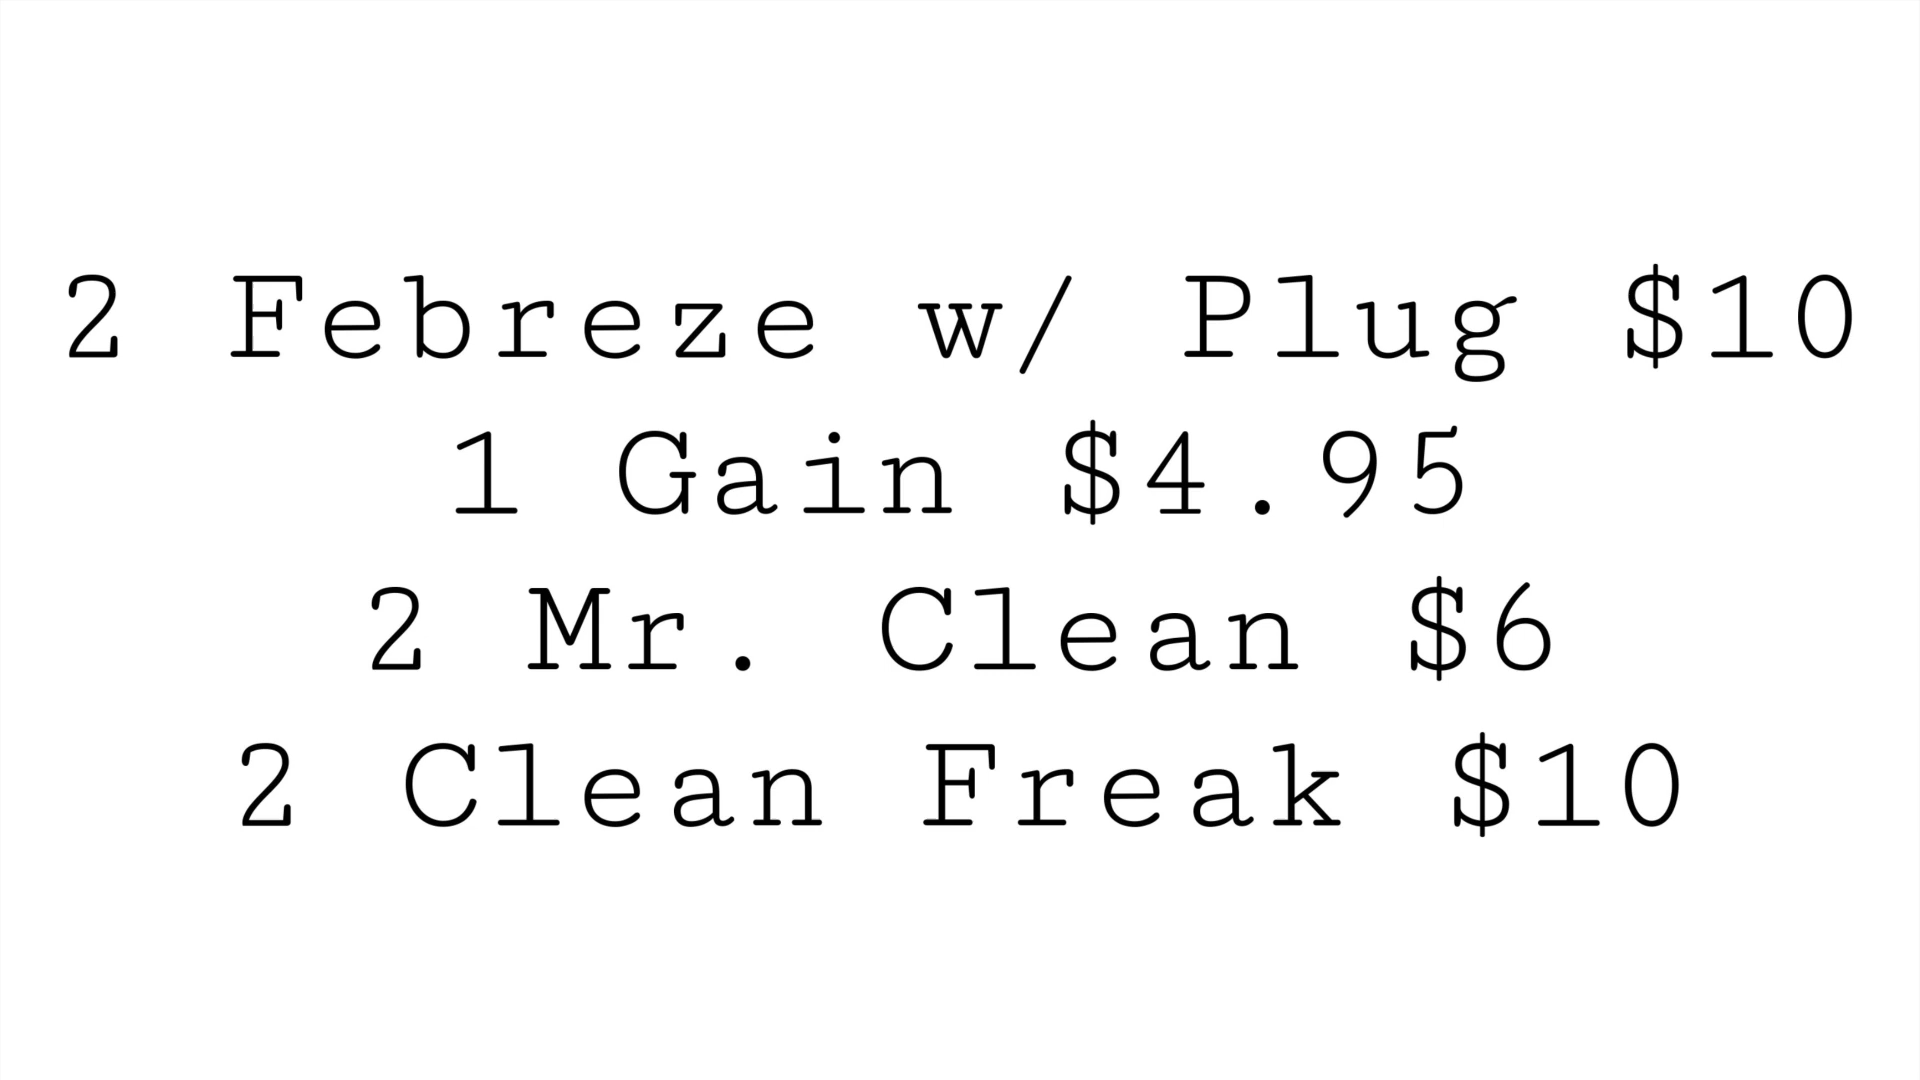 2 Febreze w/ Plug $10
1 Gain $4.95
2 Mr. Clean $6
2 Clean Freak $10